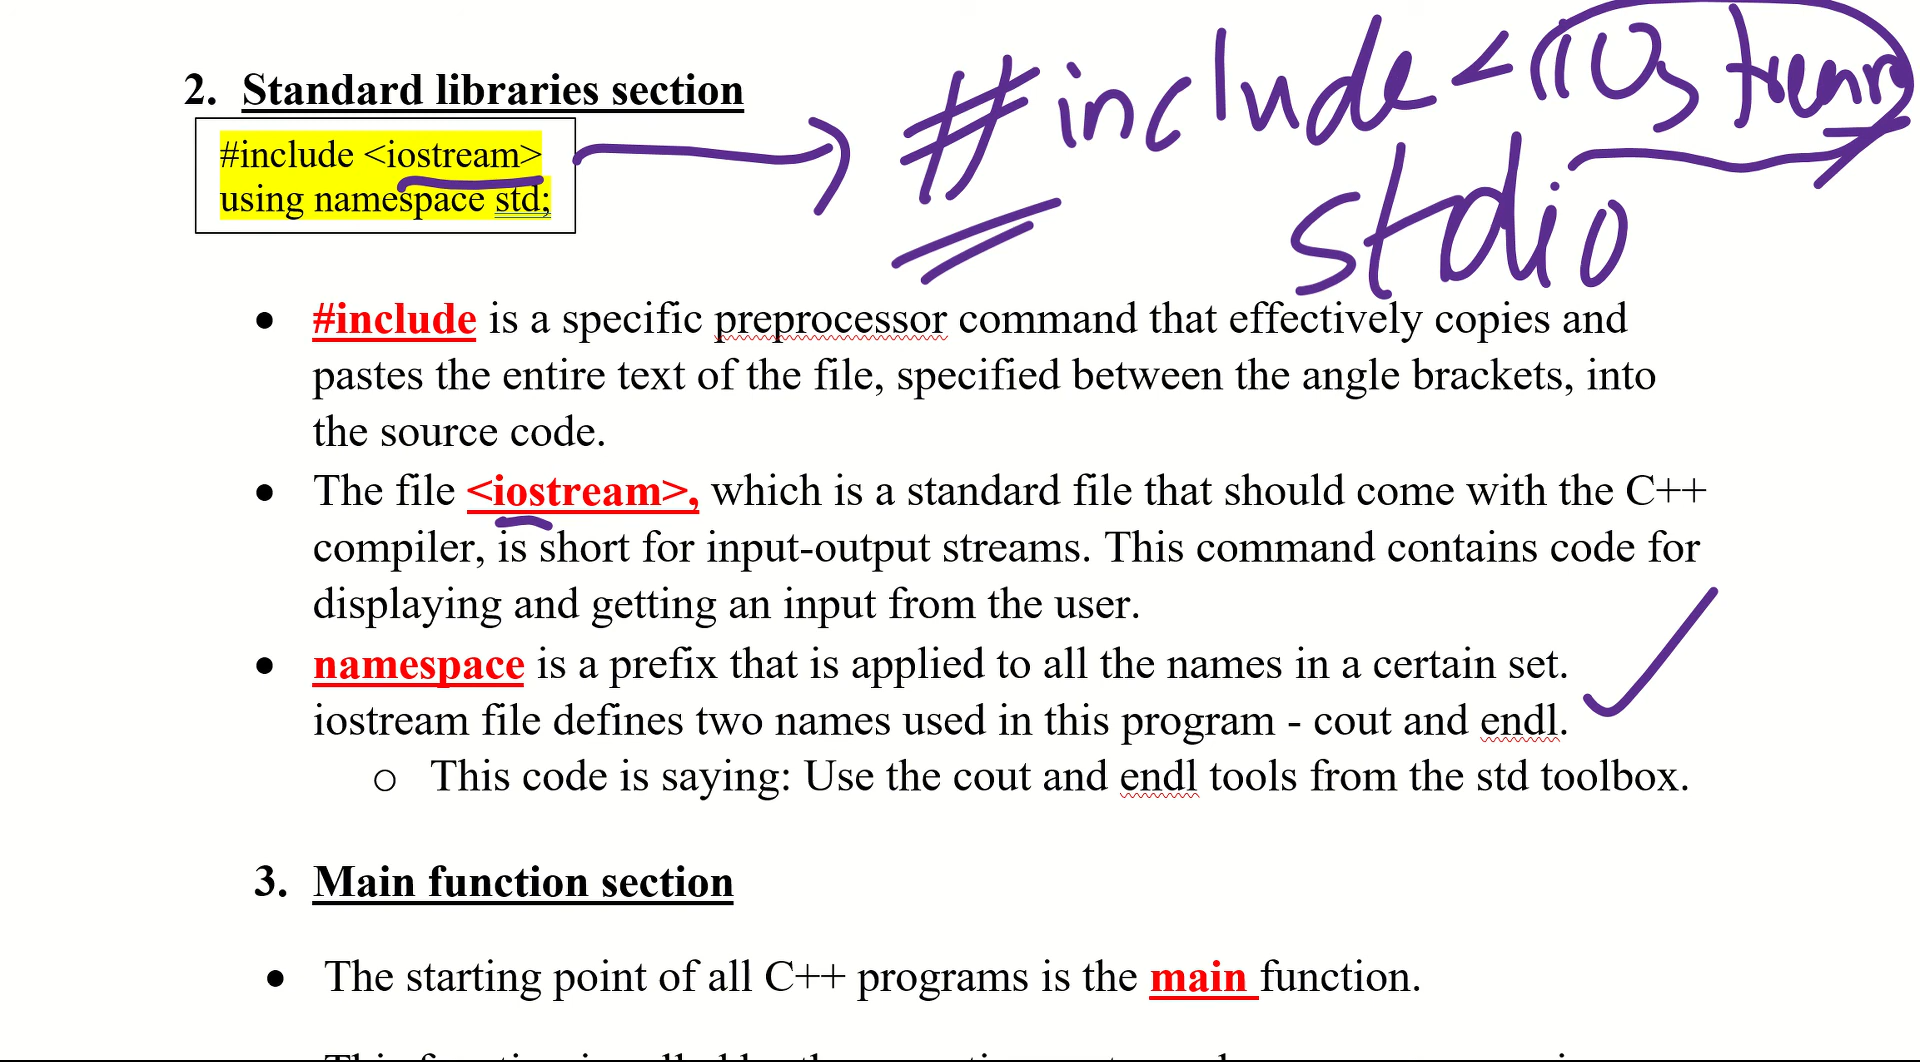 2. Standard libraries section
#include <iostream>
using namespace std;
#include <iostream>
stdio
● #include is a specific preprocessor command that effectively copies and
pastes the entire text of the file, specified between the angle brackets, into
the source code.
● The file <iostream>, which is a standard file that should come with the C++
compiler, is short for input-output streams. This command contains code for
displaying and getting an input from the user.
● namespace is a prefix that is applied to all the names in a certain set.
iostream file defines two names used in this program - cout and endl.
○ This code is saying: Use the cout and endl tools from the std toolbox.
3. Main function section
● The starting point of all C++ programs is the main function.